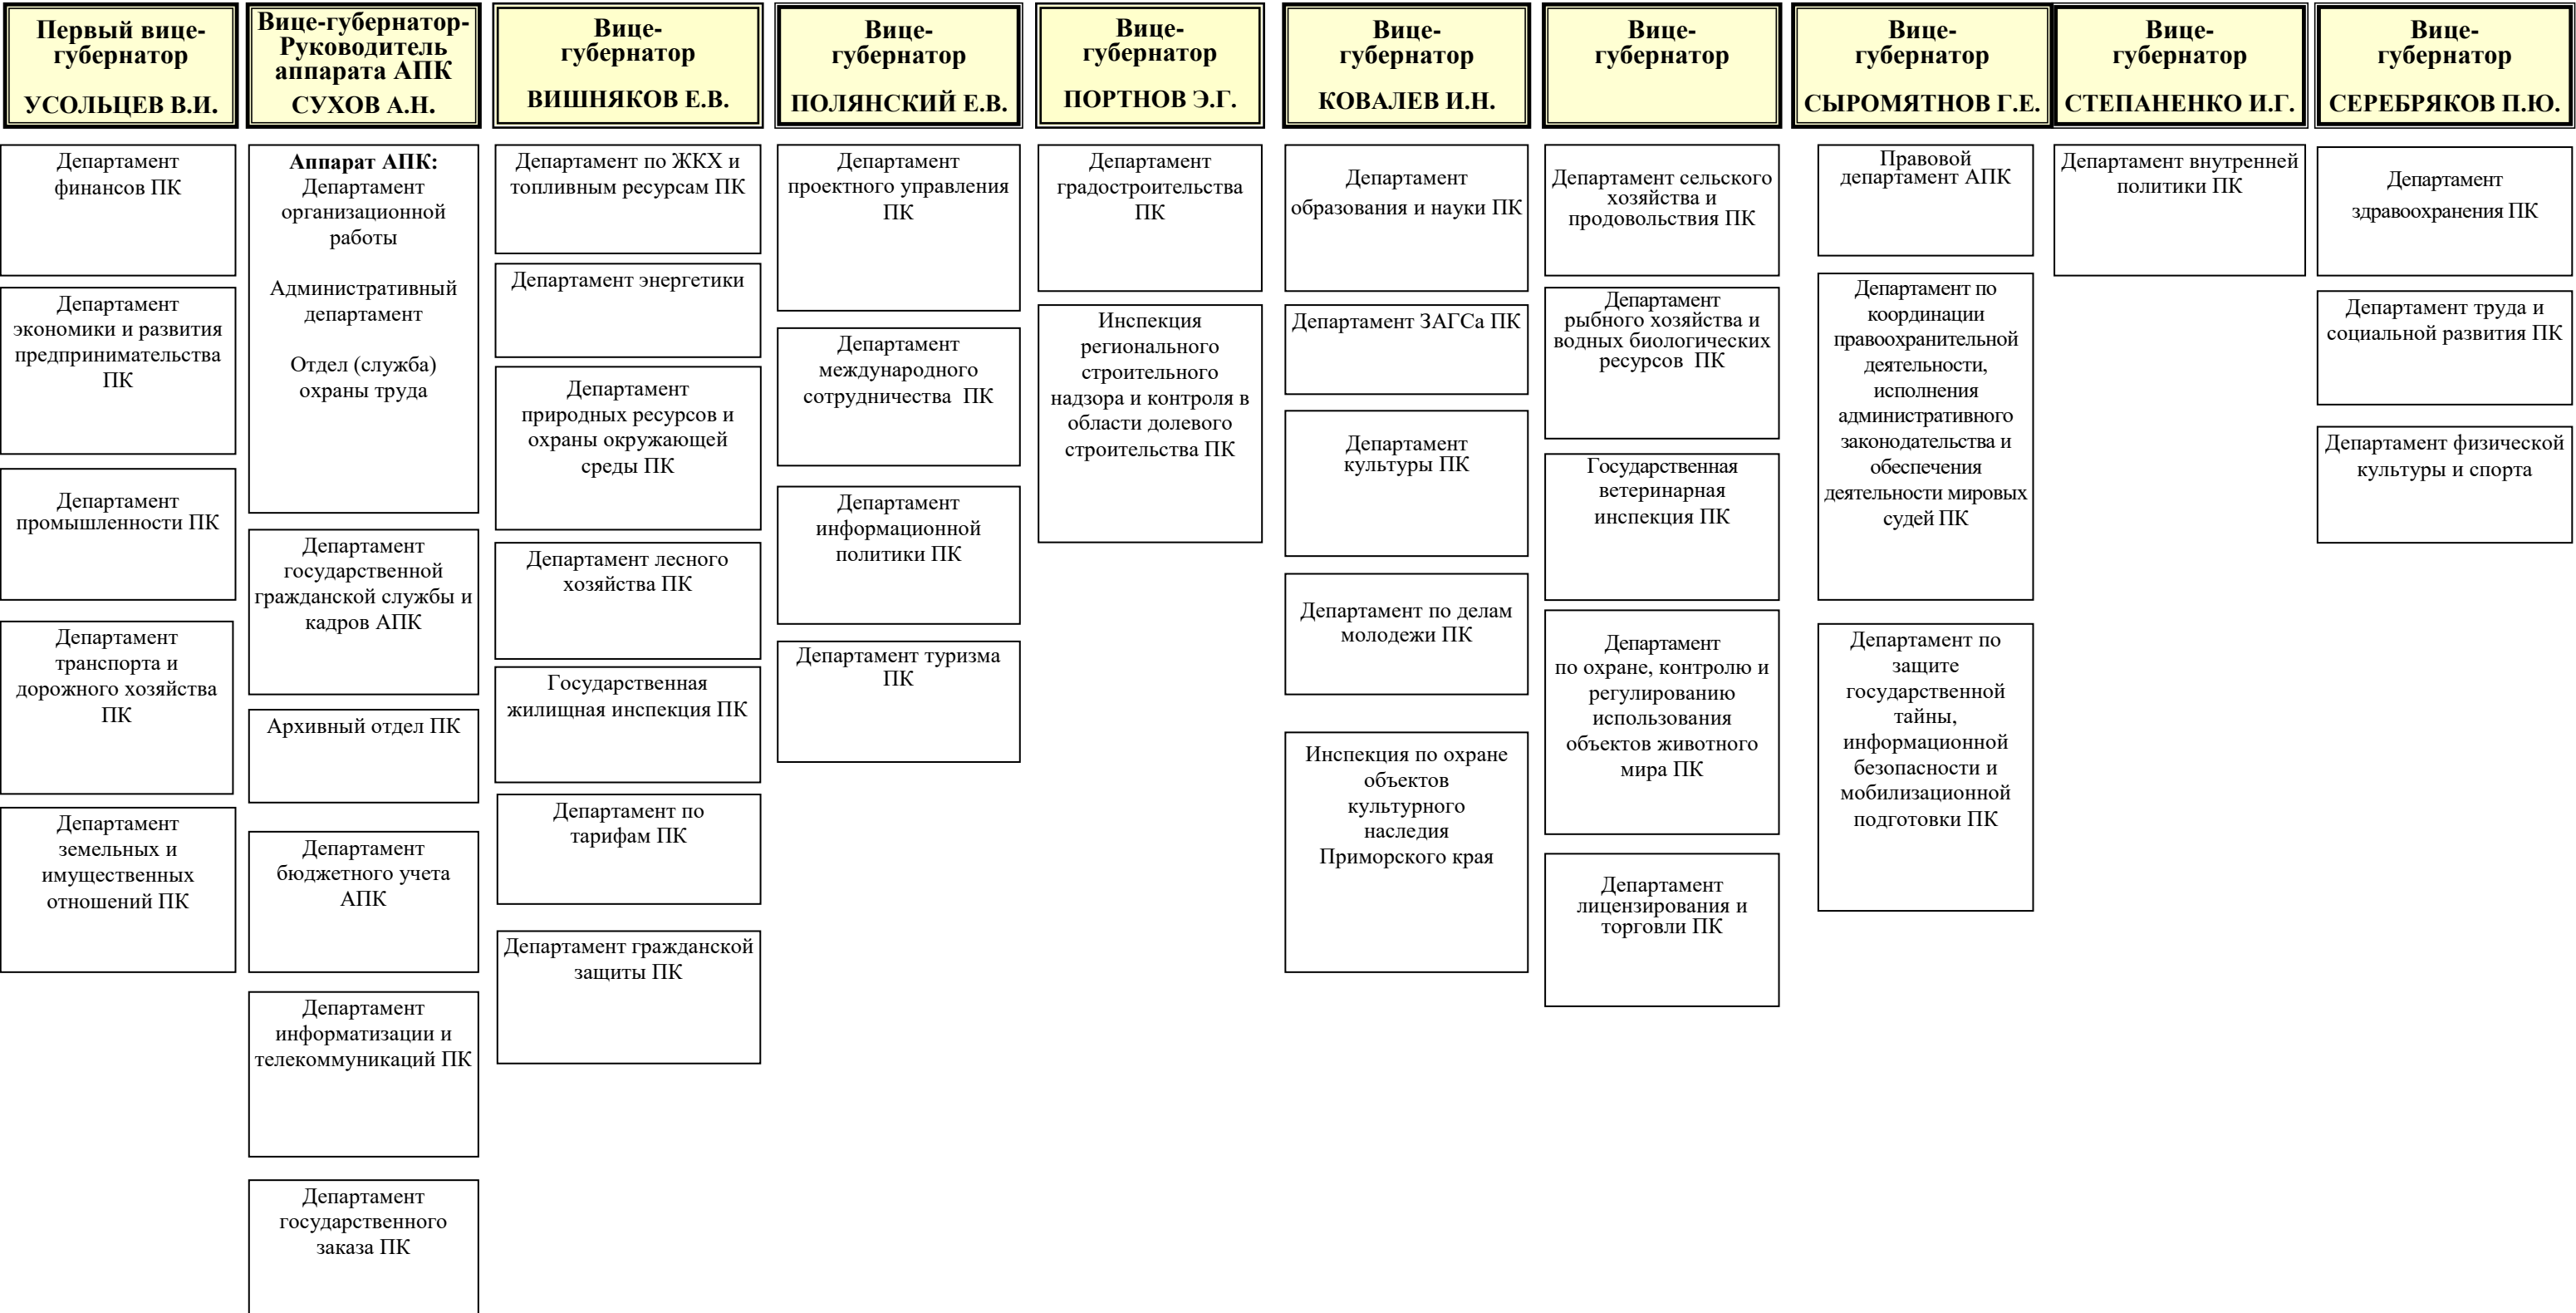 Первый вице-
губернатор
УСОЛЬЦЕВ В.И.
Департамент
финансов ПК
Департамент
экономики и развития
предпринимательства
ПК
Департамент
промышленности ПК
Департамент
транспорта и
дорожного хозяйства
ПК
Департамент
земельных и
имущественных
отношений ПК
Вице-губернатор-
Руководитель
аппарата АПК
СУХОВ А.Н.
Аппарат АПК:
Департамент
организационной
работы
Административный
департамент
Отдел (служба)
охраны труда
Департамент
государственной
гражданской службы и
кадров АПК
Архивный отдел ПК
Департамент
бюджетного учета
АПК
Департамент
информатизации и
телекоммуникаций ПК
Департамент
государственного
заказа ПК
Вице-
губернатор
ВИШНЯКОВ Е.В.
Департамент по ЖКХ и
топливным ресурсам ПК
Департамент энергетики
Департамент
природных ресурсов и
охраны окружающей
среды ПК
Департамент лесного
хозяйства ПК
Государственная
жилищная инспекция ПК
Департамент по
тарифам ПК
Департамент гражданской
защиты ПК
Вице-
губернатор
ПОЛЯНСКИЙ Е.В.
Департамент
проектного управления
ПК
Департамент
международного
сотрудничества ПК
Департамент
информационной
политики ПК
Департамент туризма
ПК
Вице-
губернатор
ПОРТНОВ Э.Г.
Департамент
градостроительства
ПК
Инспекция
регионального
строительного
надзора и контроля в
области долевого
строительства ПК
Вице-
губернатор
КОВАЛЕВ И.Н.
Департамент
образования и науки ПК
Департамент ЗАГСа ПК
Департамент
культуры ПК
Департамент по делам
молодежи ПК
Инспекция по охране
объектов
культурного
наследия
Приморского края
Вице-
губернатор
Департамент сельского
хозяйства и
продовольствия ПК
Департамент
рыбного хозяйства и
водных биологических
ресурсов ПК
Государственная
ветеринарная
инспекция ПК
Департамент
по охране, контролю и
регулированию
использования
объектов животного
мира ПК
Департамент
лицензирования и
торговли ПК
Вице-
губернатор
СЫРОМЯТНОВ Г.Е.
Правовой
департамент АПК
Департамент по
координации
правоохранительной
деятельности,
исполнения
административного
законодательства и
обеспечения
деятельности мировых
судей ПК
Департамент по
защите
государственной
тайны,
информационной
безопасности и
мобилизационной
подготовки ПК
Вице-
губернатор
СТЕПАНЕНКО И.Г.
Департамент внутренней
политики ПК
Вице-
губернатор
СЕРЕБРЯКОВ П.Ю.
Департамент
здравоохранения ПК
Департамент труда и
социальной развития ПК
Департамент физической
культуры и спорта